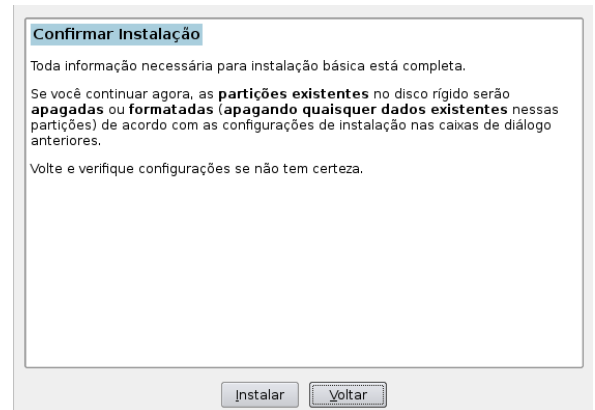 Confirmar Instalação
Toda informação necessária para instalação básica está completa.
Se você continuar agora, as partições existentes no disco rígido serão
apagadas ou formatadas (apagando quaisquer dados existentes nessas
partições) de acordo com as configurações de instalação nas caixas de diálogo
anteriores.
Volte e verifique configurações se não tem certeza.
Instalar
Voltar